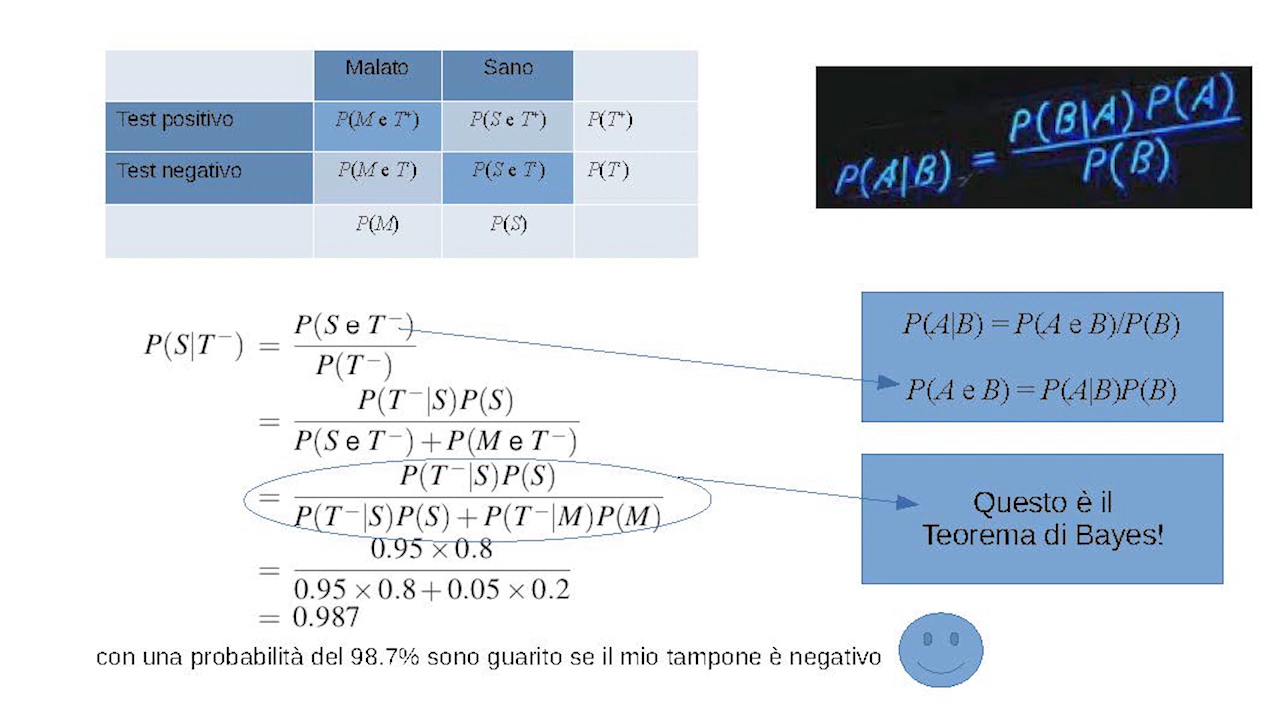 Malato Sano
Test positivo P(M e T⁺) P(S e T⁺) P(T⁺)
Test negativo P(M e T) P(S e T) P(T)
P(M) P(S)
P(A|B) = P(B|A) P(A) / P(B)
P(S|T⁻) = P(S e T⁻) / P(T⁻)
= P(T⁻|S)P(S) / P(S e T⁻) + P(M e T⁻)
= P(T⁻|S)P(S) / P(T⁻|S)P(S) + P(T⁻|M)P(M)
= 0.95 × 0.8 / 0.95 × 0.8 + 0.05 × 0.2
= 0.987
con una probabilità del 98.7% sono guarito se il mio tampone è negativo
P(A|B) = P(A e B)/P(B)
P(A e B) = P(A|B)P(B)
Questo è il
Teorema di Bayes!